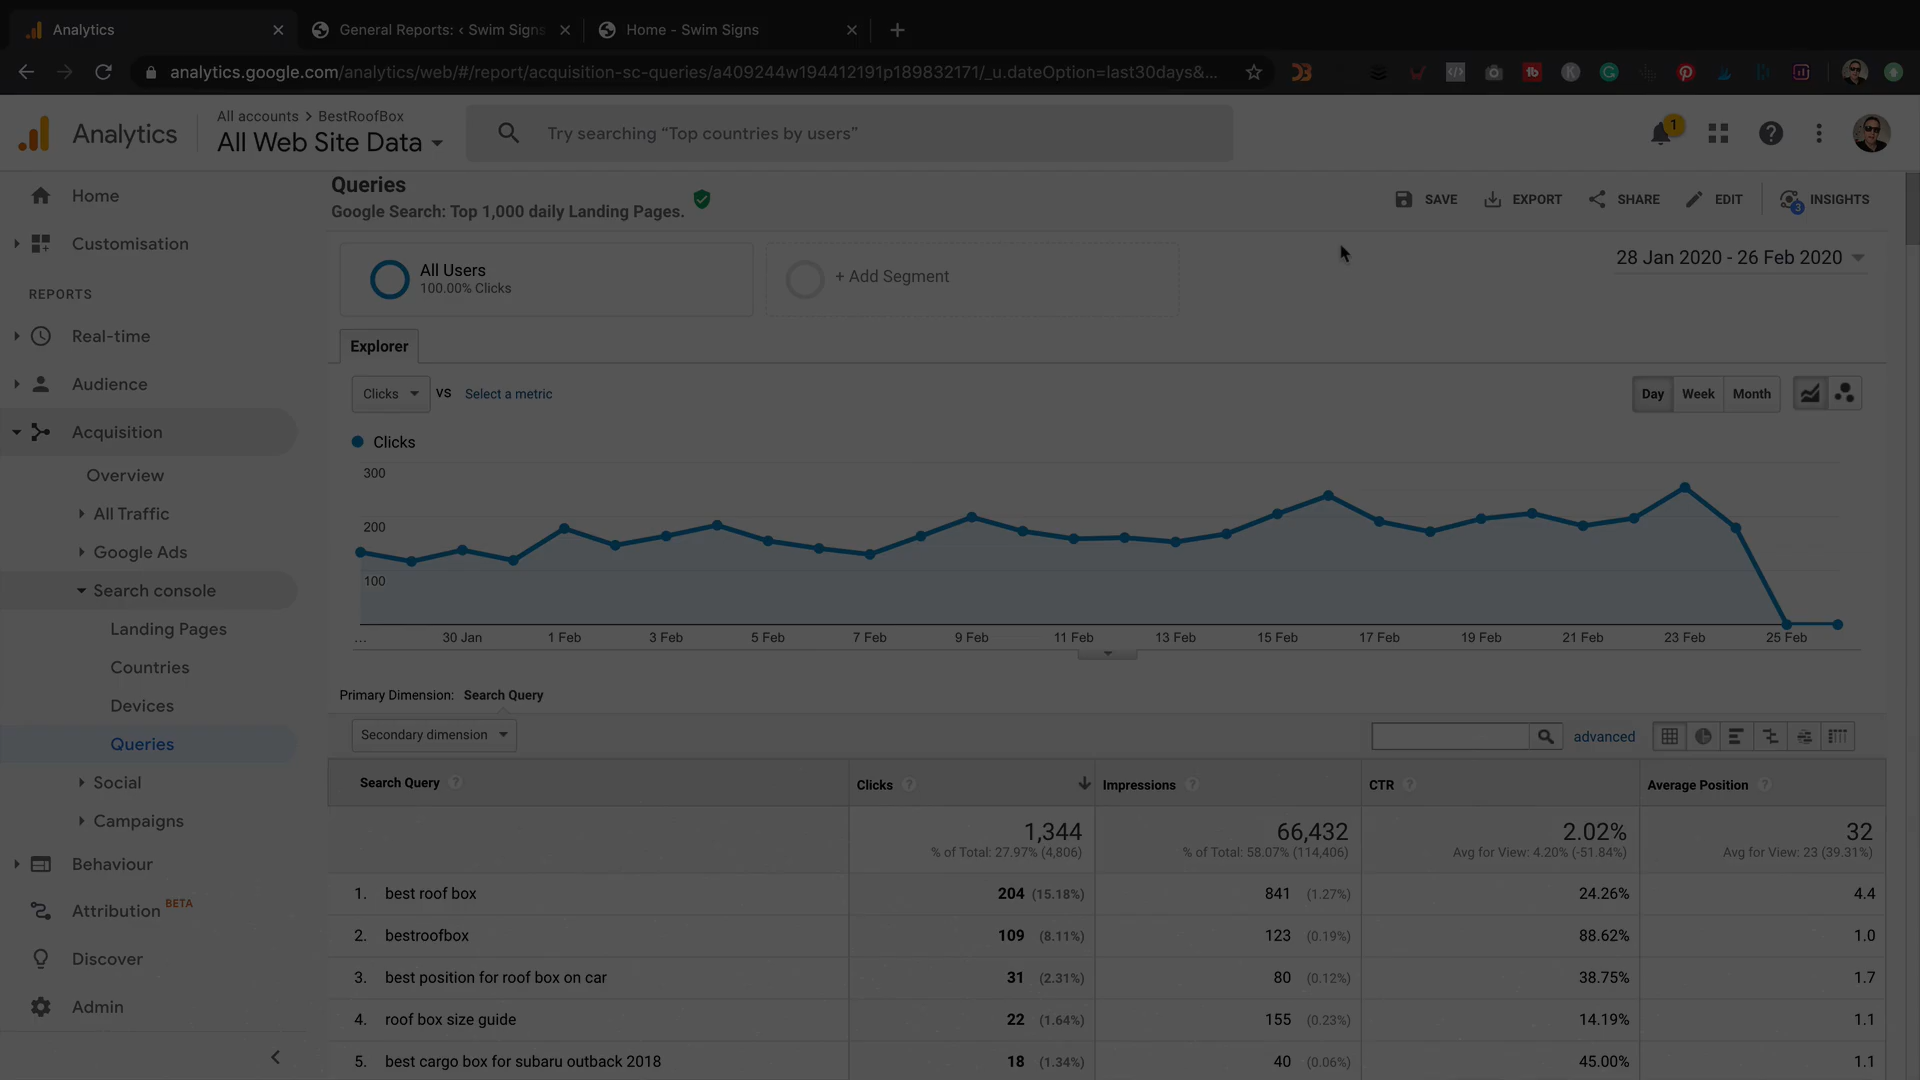 Analytics
General Reports: ‹ Swim Signs
Home - Swim Signs
analytics.google.com/analytics/web/#/report/acquisition-sc-queries/a409244w194412191p189832171/_u.dateOption=last30days&...
Analytics
All accounts > BestRoofBox
All Web Site Data
Try searching “Top countries by users”
1
Home
Customisation
REPORTS
Real-time
Audience
Acquisition
Overview
All Traffic
Google Ads
Search console
Landing Pages
Countries
Devices
Queries
Social
Campaigns
Behaviour
Attribution BETA
Discover
Admin
Queries
Google Search: Top 1,000 daily Landing Pages.
SAVE EXPORT SHARE EDIT 3 INSIGHTS
28 Jan 2020 - 26 Feb 2020
All Users
100.00% Clicks
+ Add Segment
Explorer
Clicks VS Select a metric
Day Week Month
Clicks
300
200
100
... 30 Jan 1 Feb 3 Feb 5 Feb 7 Feb 9 Feb 11 Feb 13 Feb 15 Feb 17 Feb 19 Feb 21 Feb 23 Feb 25 Feb
Primary Dimension: Search Query
Secondary dimension
advanced
Search Query ? Clicks ? Impressions ? CTR ? Average Position ?
1,344 66,432 2.02% 32
% of Total: 27.97% (4,806) % of Total: 58.07% (114,406) Avg for View: 4.20% (-51.84%) Avg for View: 23 (39.31%)
1. best roof box 204 (15.18%) 841 (1.27%) 24.26% 4.4
2. bestroofbox 109 (8.11%) 123 (0.19%) 88.62% 1.0
3. best position for roof box on car 31 (2.31%) 80 (0.12%) 38.75% 1.7
4. roof box size guide 22 (1.64%) 155 (0.23%) 14.19% 1.1
5. best cargo box for subaru outback 2018 18 (1.34%) 40 (0.06%) 45.00% 1.1